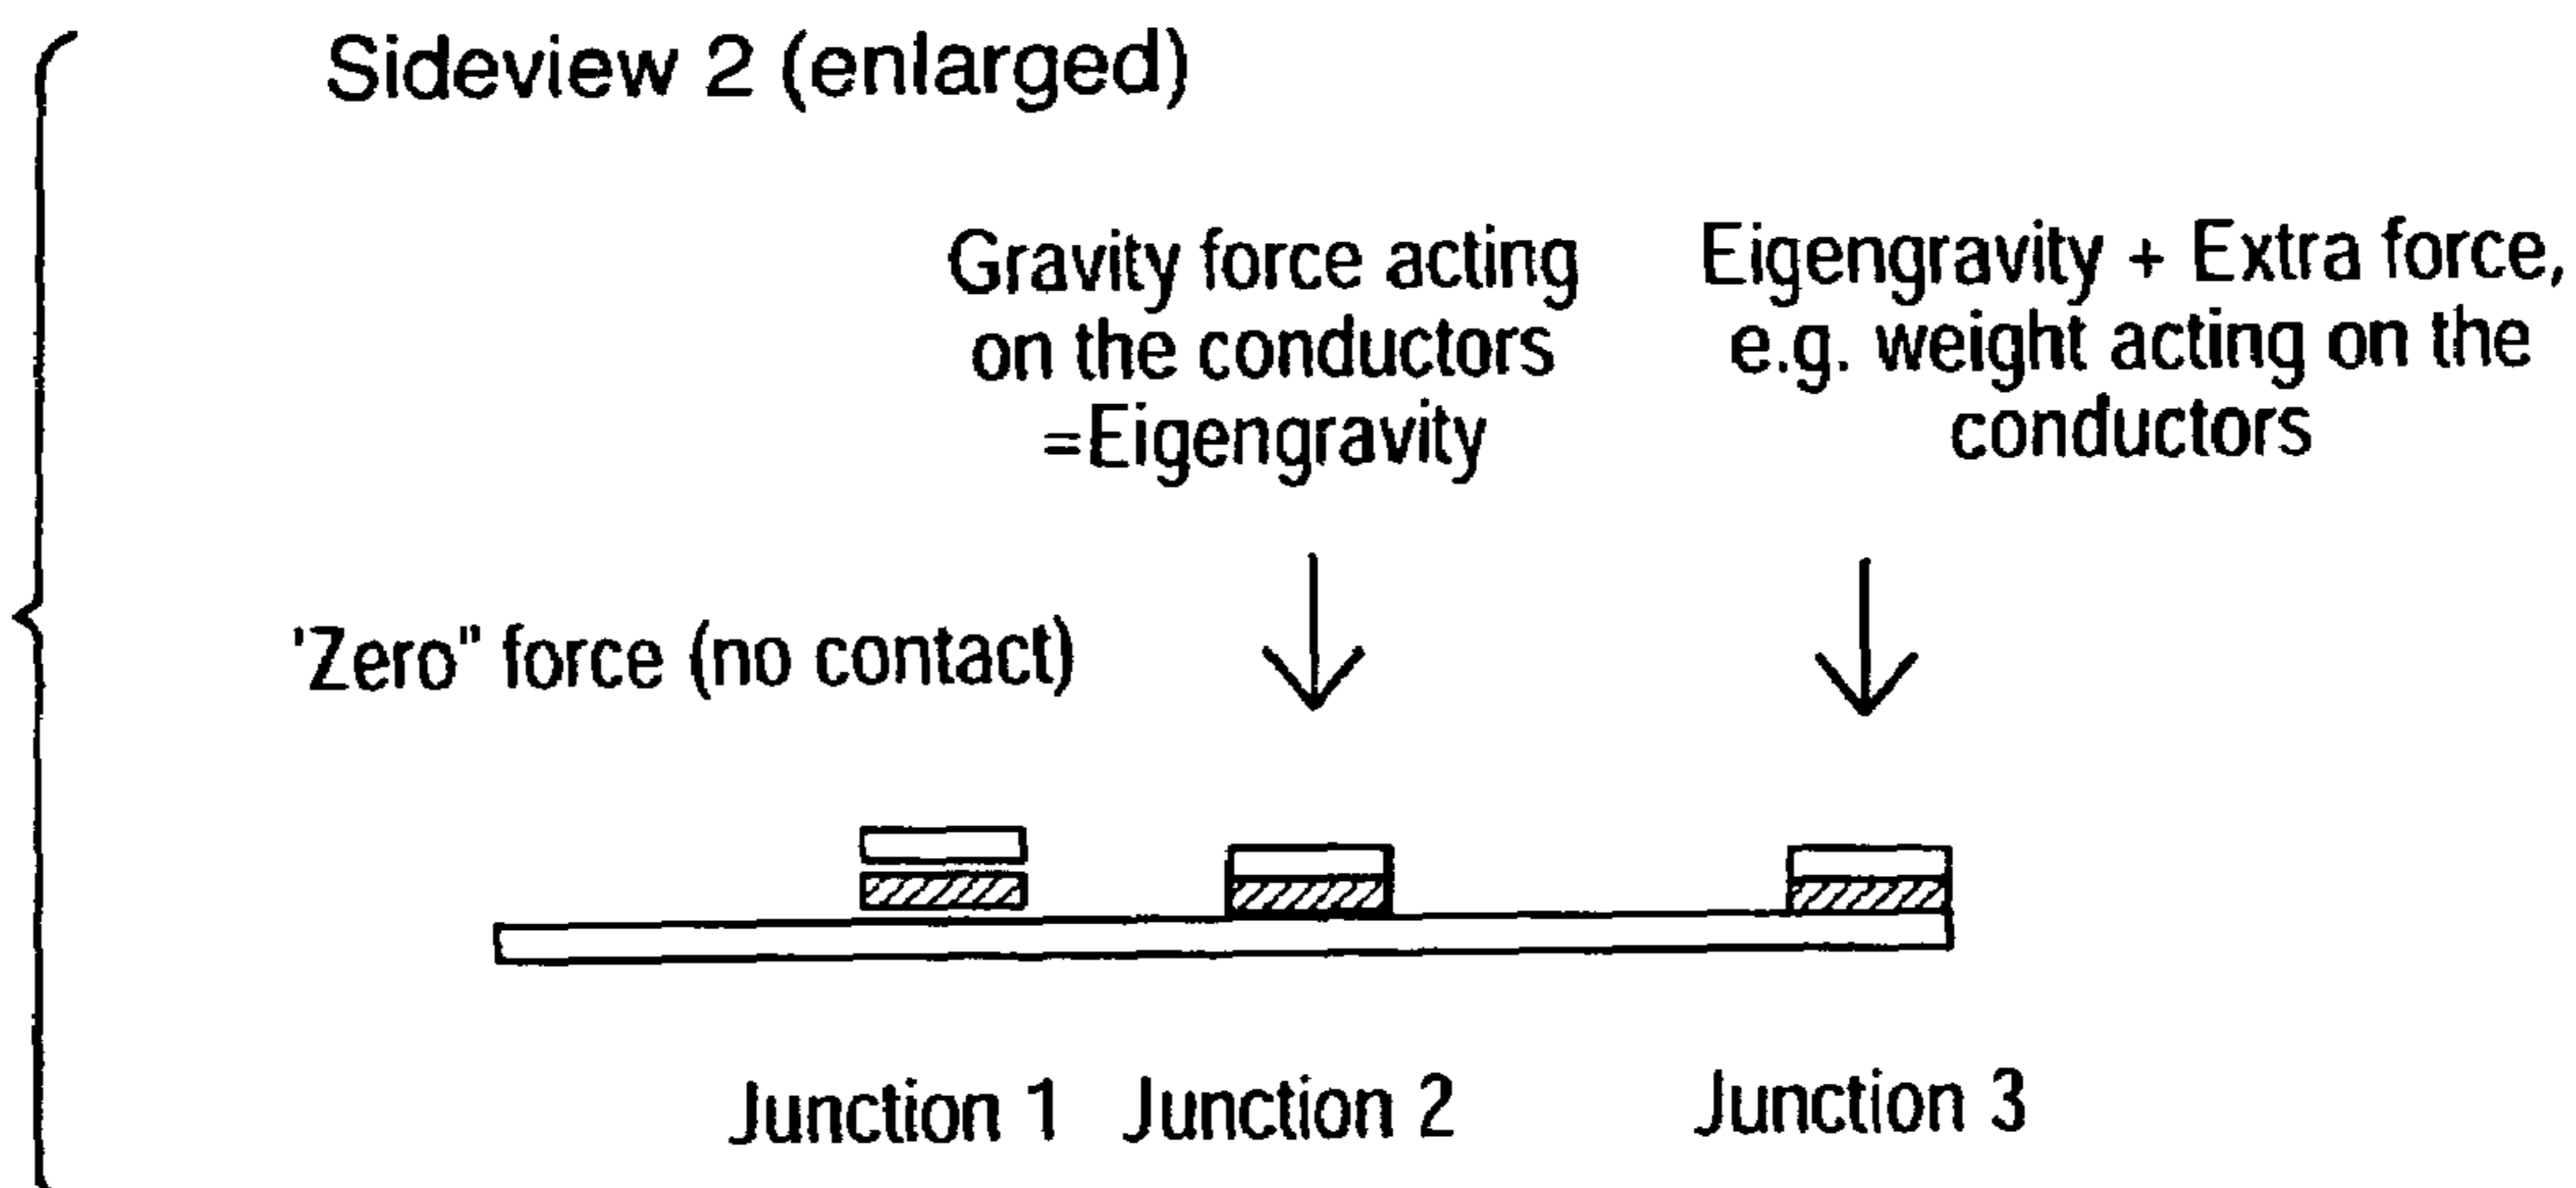 Sideview 2 (enlarged)
Gravity force acting
on the conductors
=Eigengravity
Eigengravity + Extra force,
e.g. weight acting on the
conductors
'Zero" force (no contact)
Junction 1 Junction 2 Junction 3